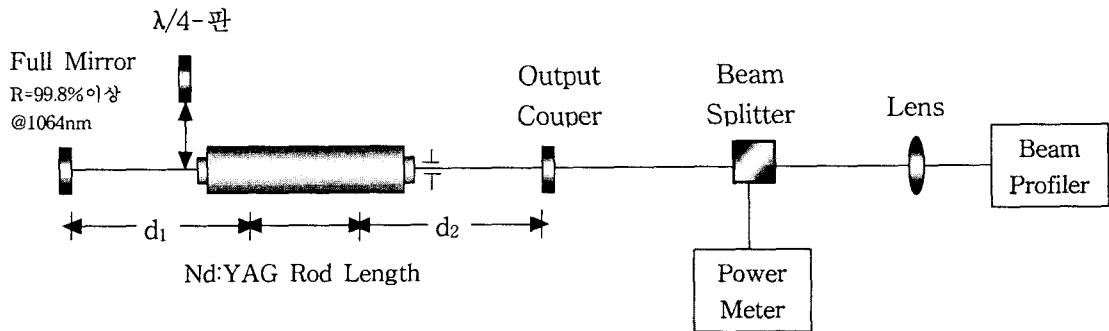 λ/4-판
Full Mirror
R=99.8%이상
@1064nm
Output
Couper
Beam
Splitter
Lens
Beam
Profiler
d₁
d₂
Nd:YAG Rod Length
Power
Meter